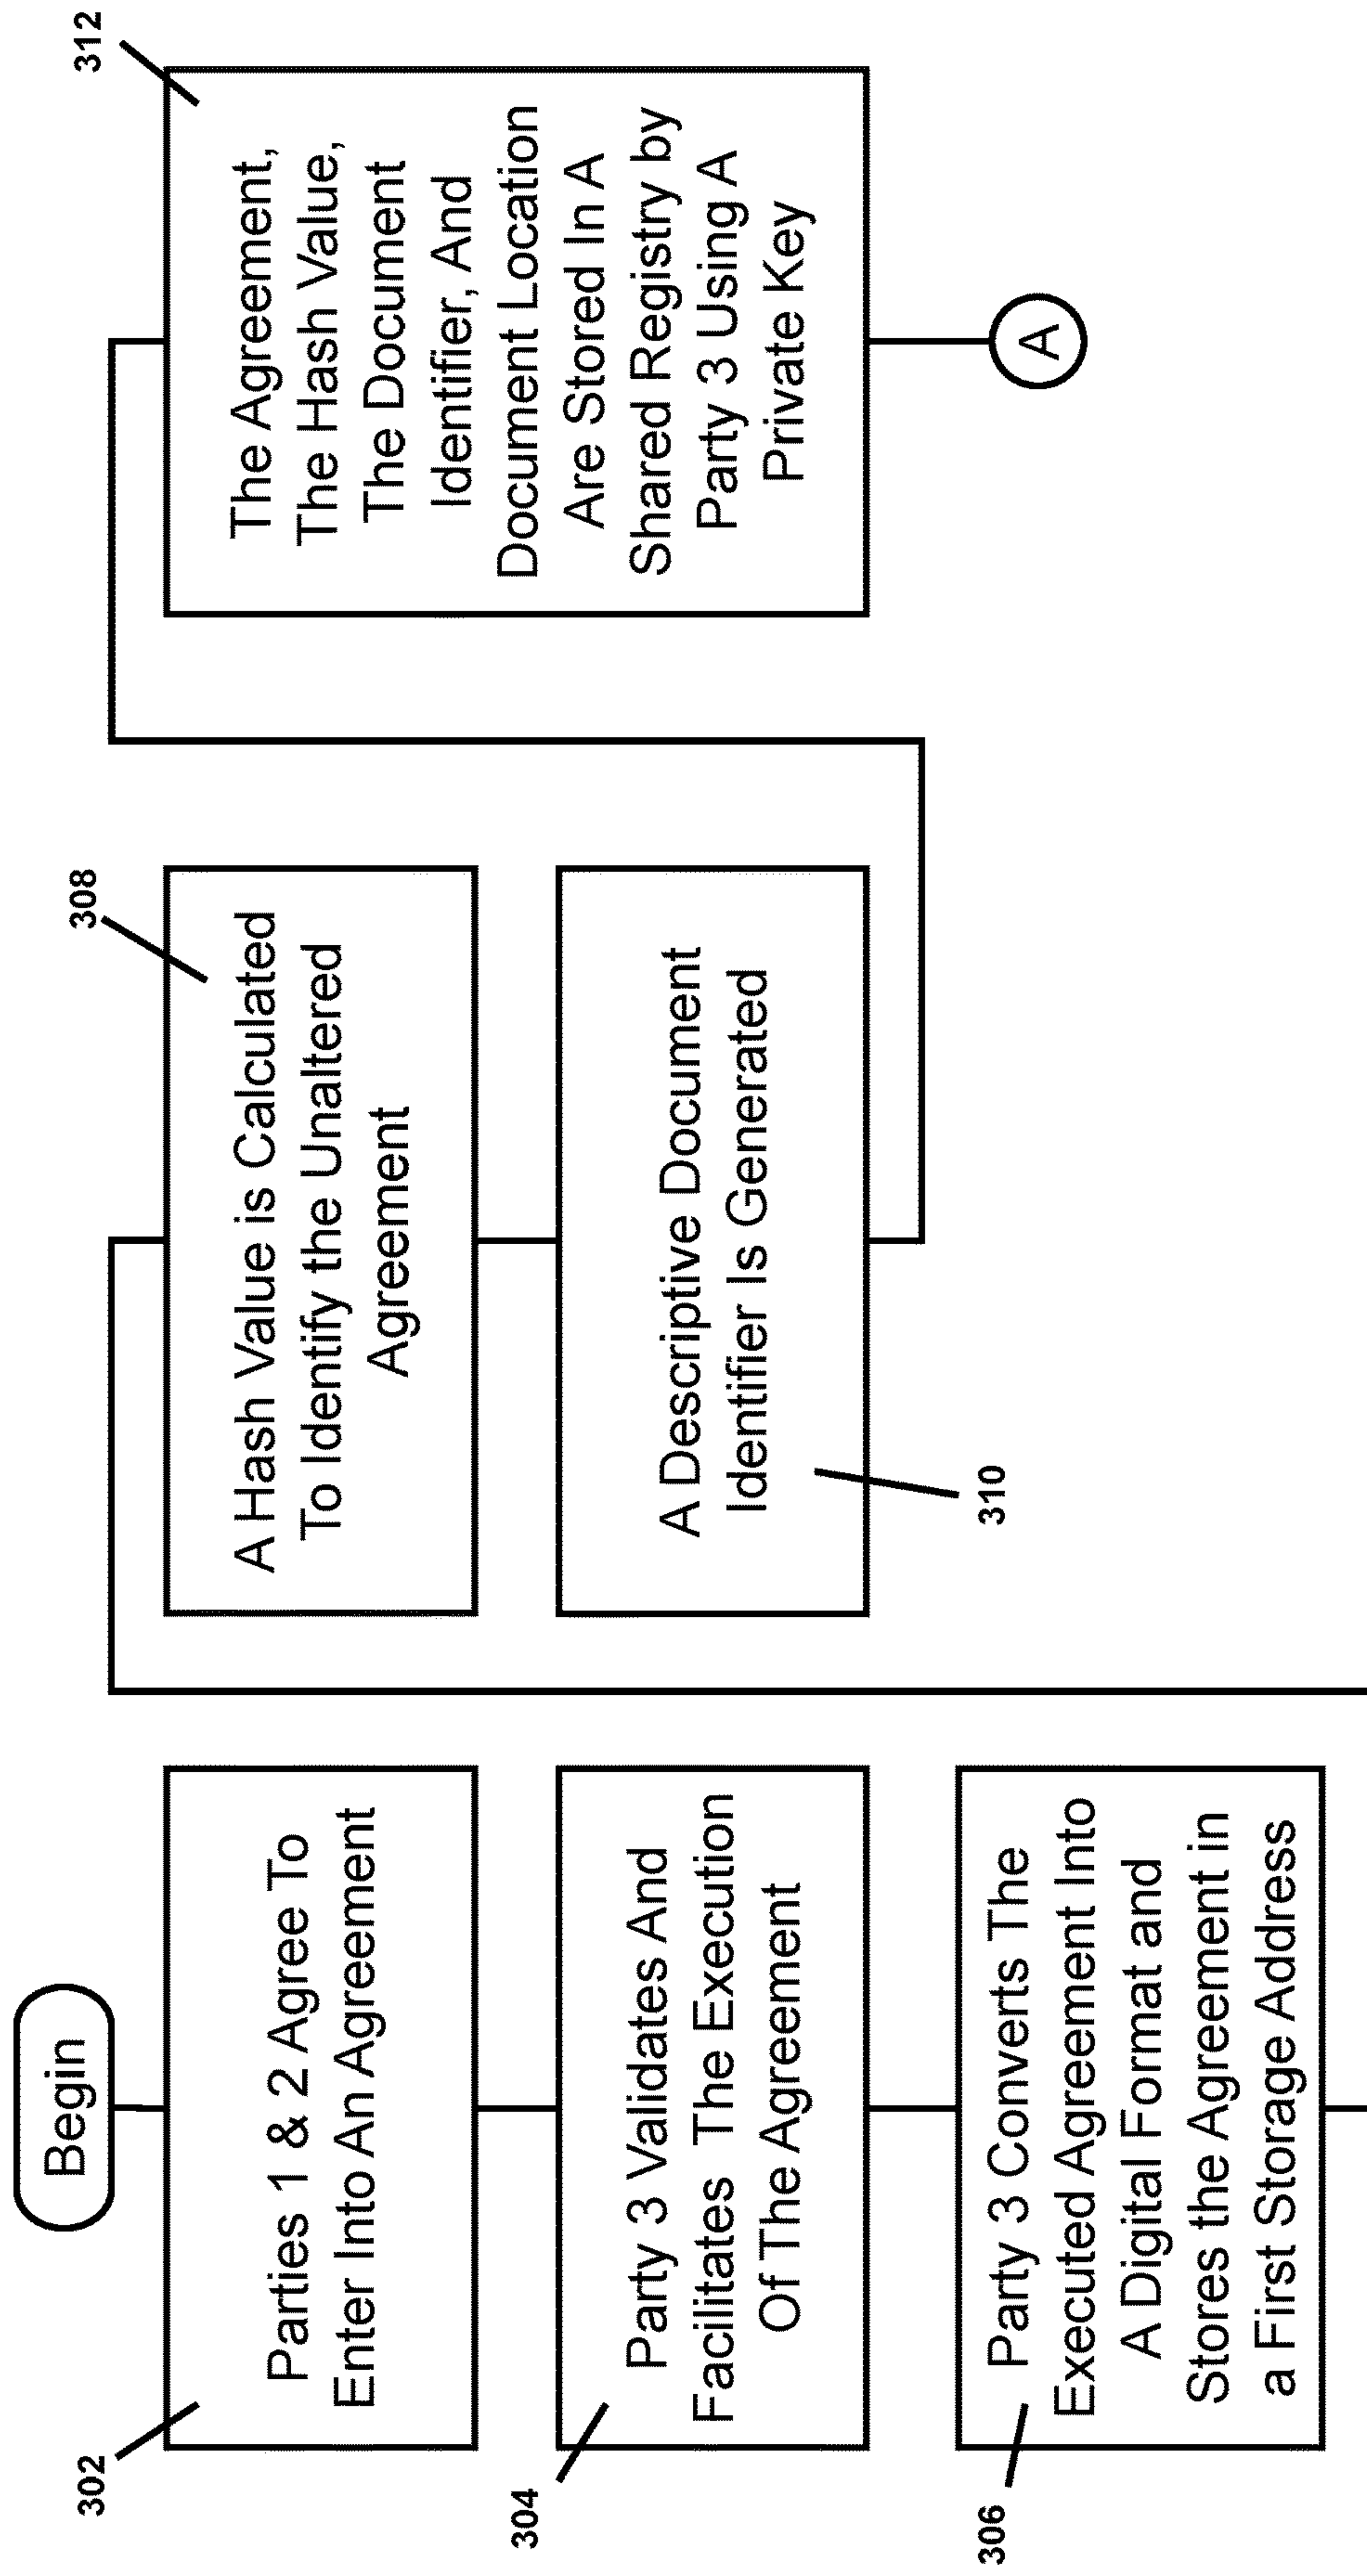 Begin
302
Parties 1 & 2 Agree To
Enter Into An Agreement
304
Party 3 Validates And
Facilitates The Execution
Of The Agreement
306
Party 3 Converts The
Executed Agreement Into
A Digital Format and
Stores the Agreement in
a First Storage Address
308
A Hash Value is Calculated
To Identify the Unaltered
Agreement
A Descriptive Document
Identifier Is Generated
310
312
The Agreement,
The Hash Value,
The Document
Identifier, And
Document Location
Are Stored In A
Shared Registry by
Party 3 Using A
Private Key
A